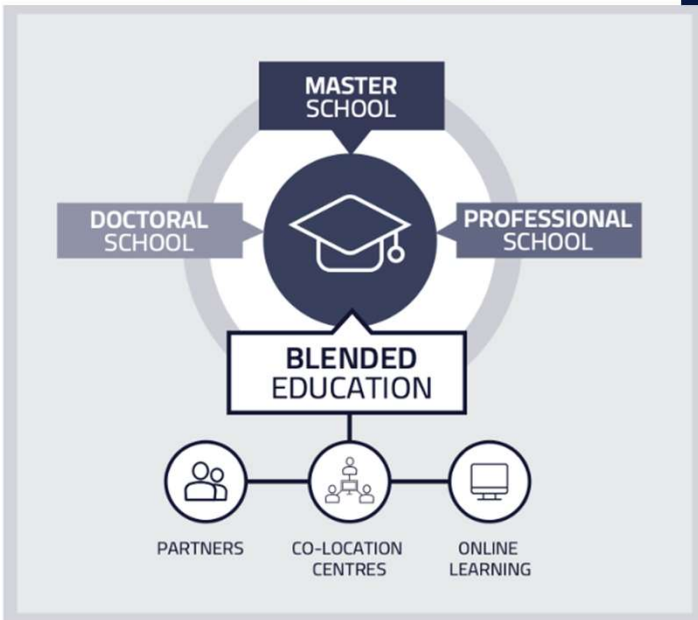 MASTER
SCHOOL
DOCTORAL
SCHOOL
PROFESSIONAL
SCHOOL
BLENDED
EDUCATION
PARTNERS
CO-LOCATION
CENTRES
ONLINE
LEARNING